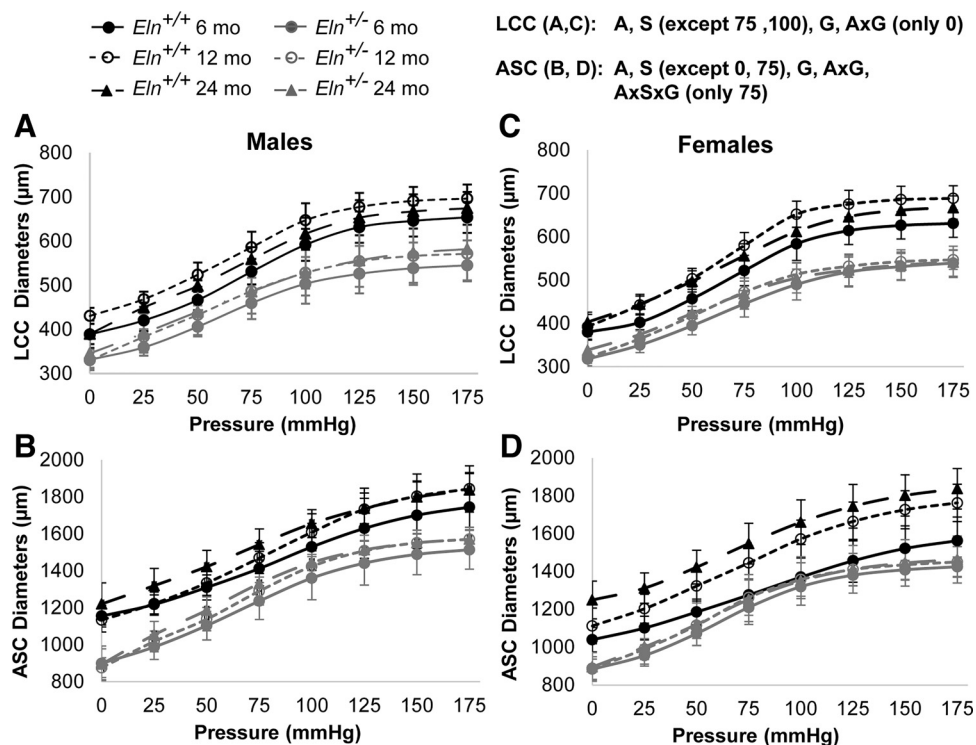 Eln+/+ 6 mo
Eln+/- 6 mo
Eln+/+ 12 mo
Eln+/- 12 mo
Eln+/+ 24 mo
Eln+/- 24 mo
LCC (A,C): A, S (except 75 ,100), G, AxG (only 0)
ASC (B, D): A, S (except 0, 75), G, AxG,
AxSxG (only 75)
A
Males
LCC Diameters (µm)
800
700
600
500
400
300
0 25 50 75 100 125 150 175
Pressure (mmHg)
C
Females
LCC Diameters (µm)
800
700
600
500
400
300
0 25 50 75 100 125 150 175
Pressure (mmHg)
B
ASC Diameters (µm)
2000
1800
1600
1400
1200
1000
800
0 25 50 75 100 125 150 175
Pressure (mmHg)
D
ASC Diameters (µm)
2000
1800
1600
1400
1200
1000
800
0 25 50 75 100 125 150 175
Pressure (mmHg)